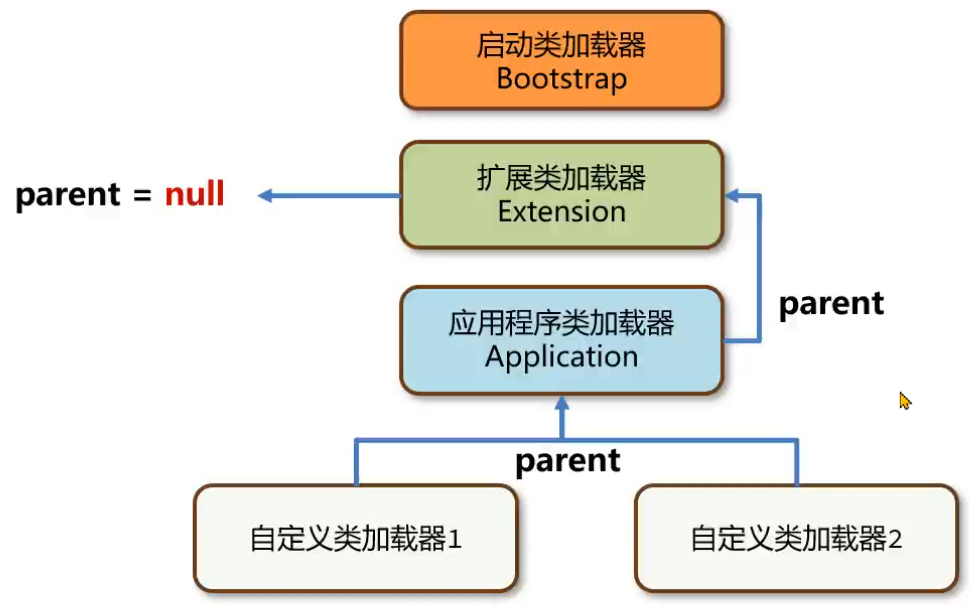 启动类加载器
Bootstrap
扩展类加载器
Extension
parent = null
parent
应用程序类加载器
Application
parent
自定义类加载器1
自定义类加载器2